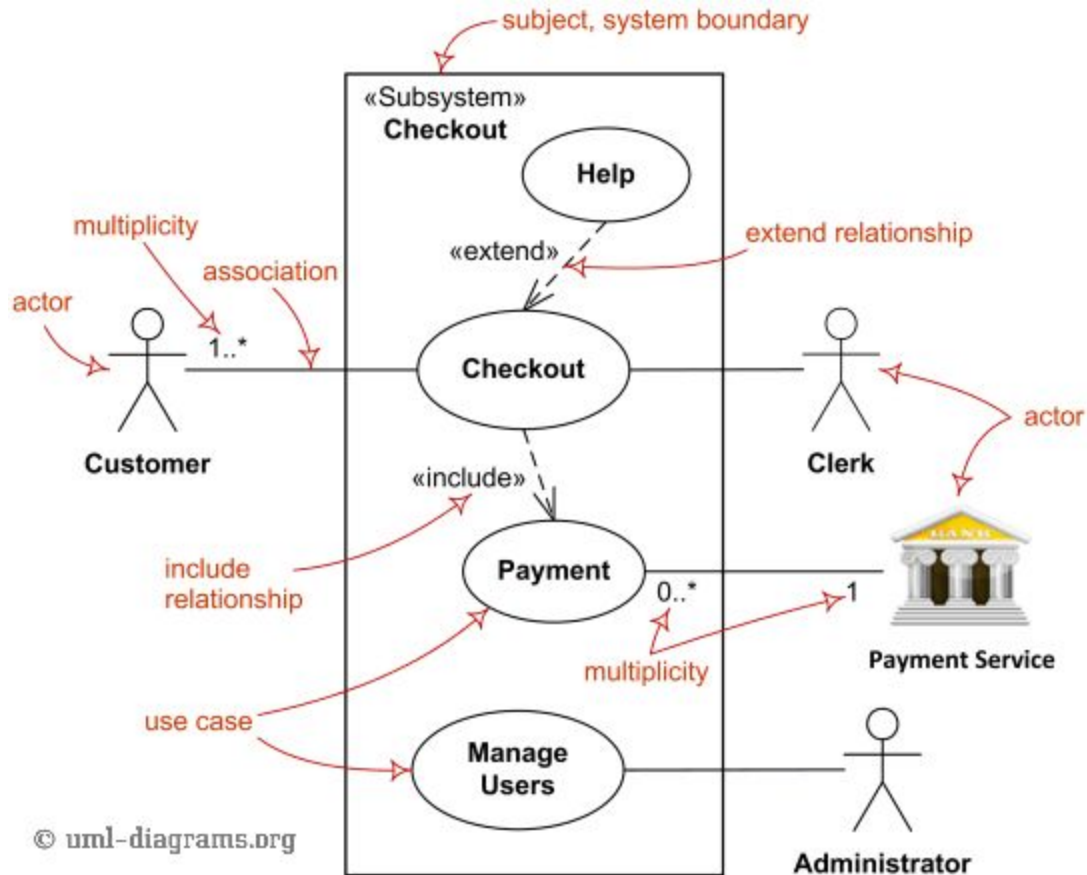 subject, system boundary
«Subsystem»
Checkout
Help
multiplicity
«extend»
extend relationship
association
actor
1..*
Checkout
Customer
Clerk
actor
«include»
BANK
Payment
include
relationship
0..*
1
multiplicity
Payment Service
use case
Manage
Users
© uml-diagrams.org
Administrator